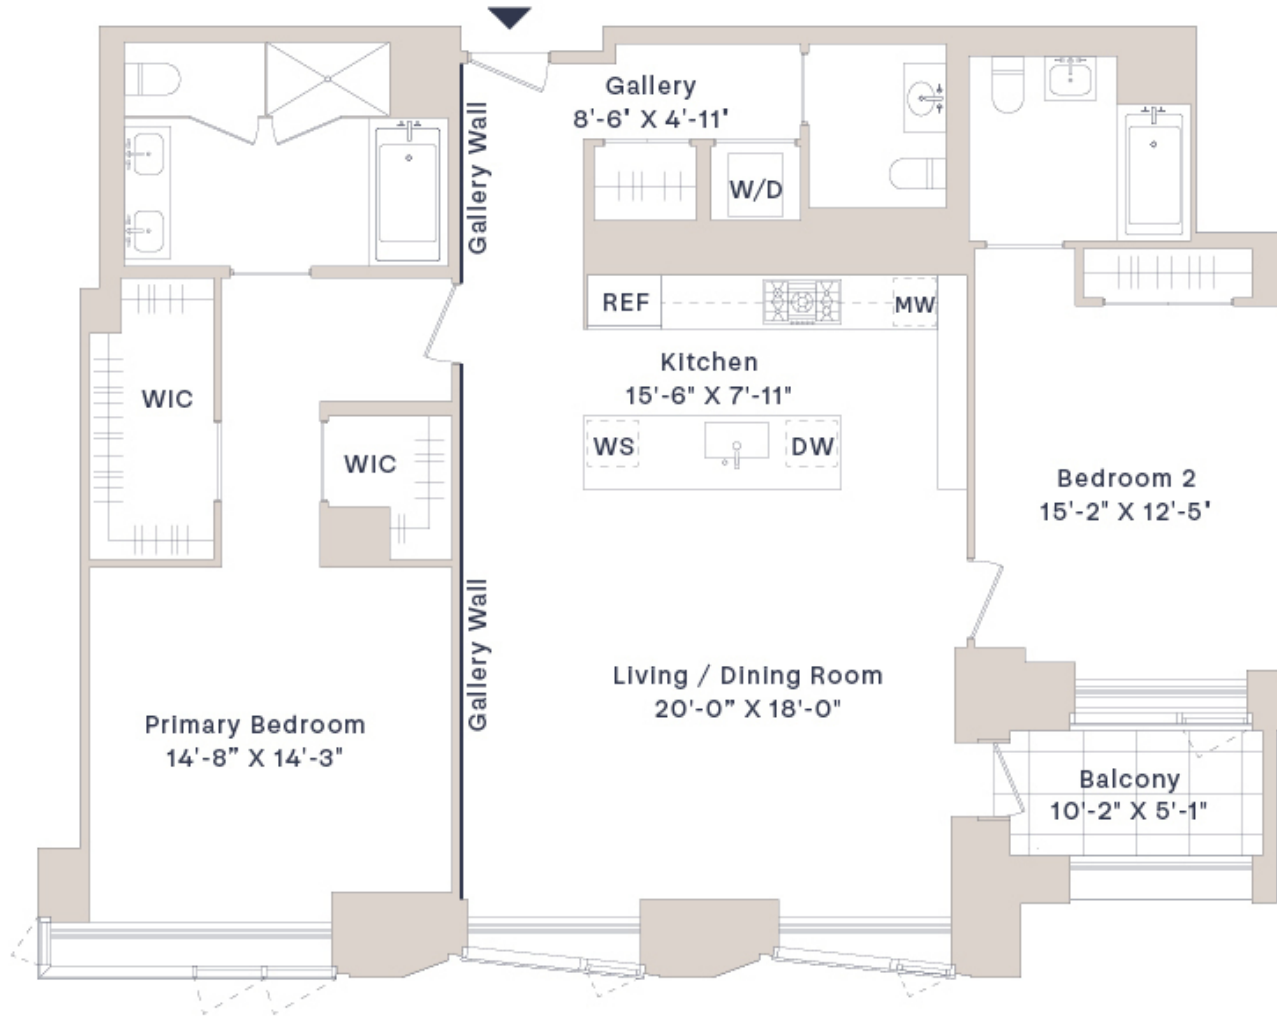 Gallery
8'-6" X 4'-11"
Gallery Wall
W/D
REF
MW
Kitchen
15'-6" X 7'-11"
WIC
WIC
WS
DW
Bedroom 2
15'-2" X 12'-5"
Gallery Wall
Living / Dining Room
20'-0” X 18'-0"
Primary Bedroom
14'-8” X 14'-3"
Balcony
10'-2" X 5'-1"